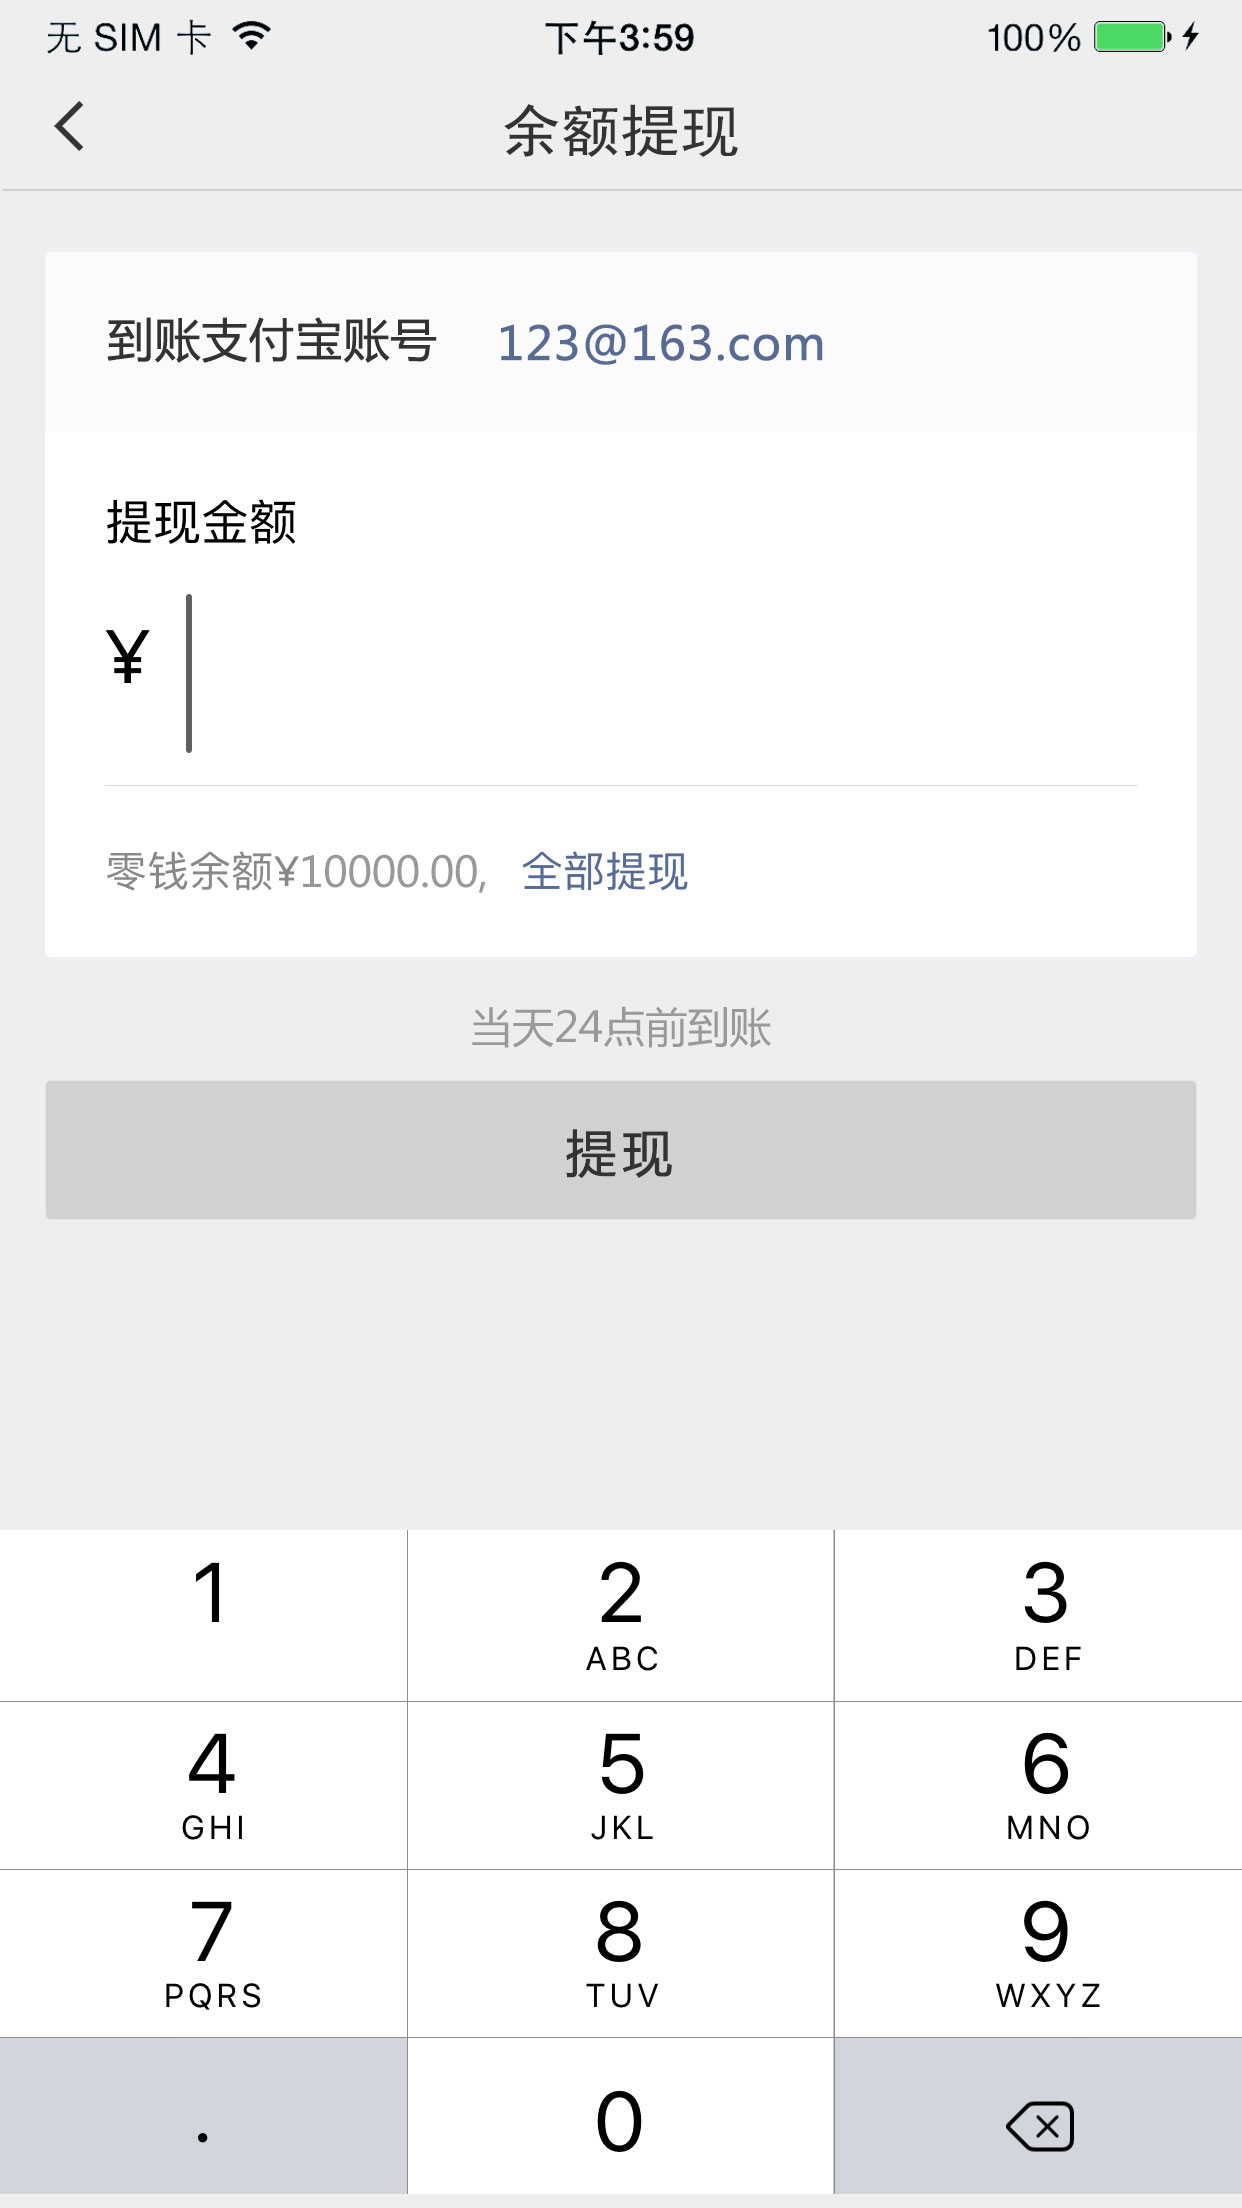 无 SIM 卡 下午3:59 100%
余额提现
到账支付宝账号 123@163.com
提现金额
¥
零钱余额¥10000.00, 全部提现
当天24点前到账
提现
1 2 3
ABC DEF
4 5 6
GHI JKL MNO
7 8 9
PQRS TUV WXYZ
. 0